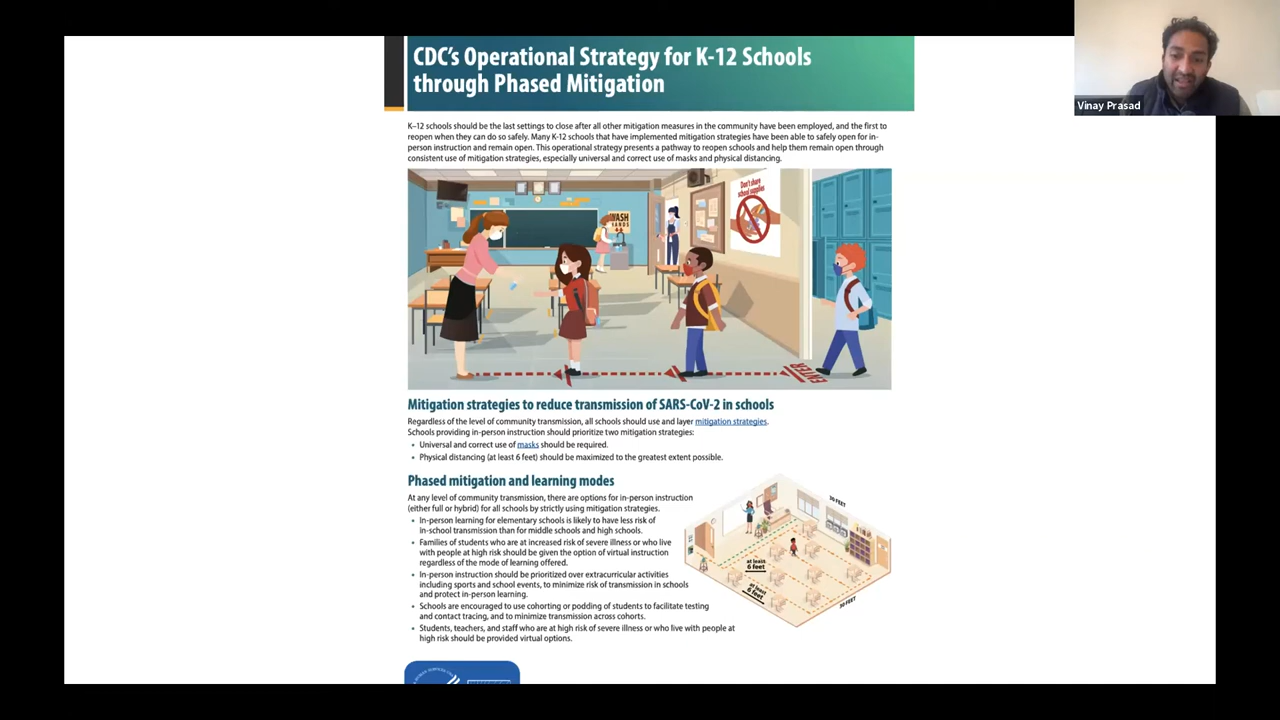 CDC's Operational Strategy for K-12 Schools
through Phased Mitigation
Vinay Prasad
K–12 schools should be the last settings to close after all other mitigation measures in the community have been employed, and the first to
reopen when they can do so safely. Many K-12 schools that have implemented mitigation strategies have been able to safely open for in-
person instruction and remain open. This operational strategy presents a pathway to reopen schools and help them remain open through
consistent use of mitigation strategies, especially universal and correct use of masks and physical distancing.
Don't share
school supplies
WASH
HANDS
ENTER
Mitigation strategies to reduce transmission of SARS-CoV-2 in schools
Regardless of the level of community transmission, all schools should use and layer mitigation strategies.
Schools providing in-person instruction should prioritize two mitigation strategies:
• Universal and correct use of masks should be required.
• Physical distancing (at least 6 feet) should be maximized to the greatest extent possible.
Phased mitigation and learning modes
At any level of community transmission, there are options for in-person instruction
(either full or hybrid) for all schools by strictly using mitigation strategies.
• In-person learning for elementary schools is likely to have less risk of
in-school transmission than for middle schools and high schools.
• Families of students who are at increased risk of severe illness or who live
with people at high risk should be given the option of virtual instruction
regardless of the mode of learning offered.
• In-person instruction should be prioritized over extracurricular activities
including sports and school events, to minimize risk of transmission in schools
and protect in-person learning.
• Schools are encouraged to use cohorting or podding of students to facilitate testing
and contact tracing, and to minimize transmission across cohorts.
• Students, teachers, and staff who are at high risk of severe illness or who live with people at
high risk should be provided virtual options.
30 FEET
at least
6 feet
at least
6 feet
30 FEET